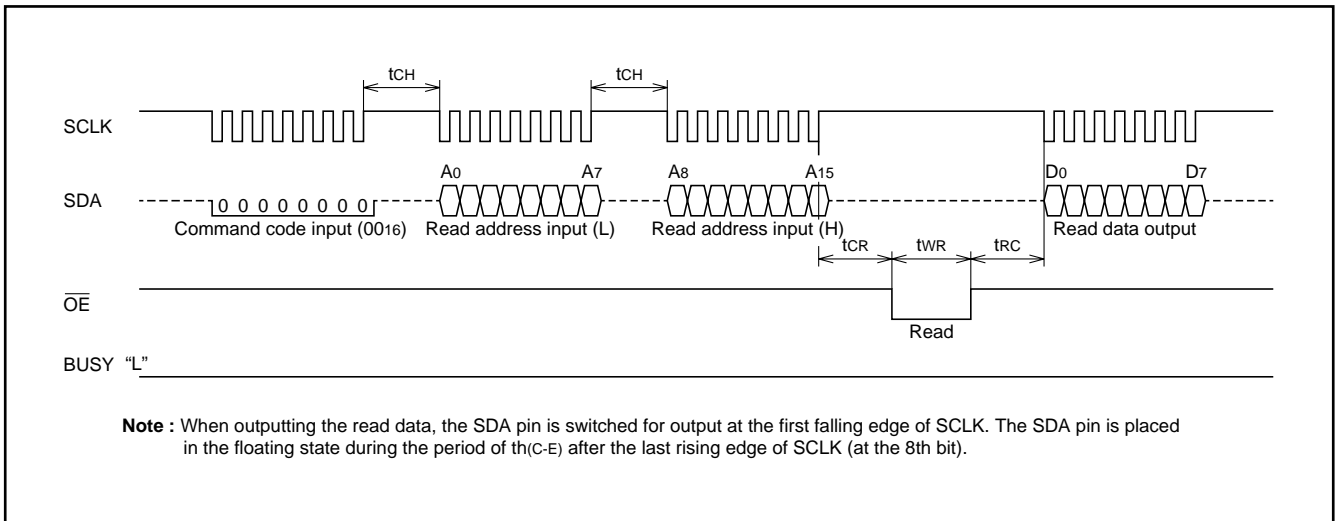 tCH tCH
SCLK
A0 A7 A8 A15 D0 D7
SDA 0 0 0 0 0 0 0 0
Command code input (0016) Read address input (L) Read address input (H) Read data output
tCR tWR tRC
OE
Read
BUSY “L”
Note : When outputting the read data, the SDA pin is switched for output at the first falling edge of SCLK. The SDA pin is placed
in the floating state during the period of th(C-E) after the last rising edge of SCLK (at the 8th bit).